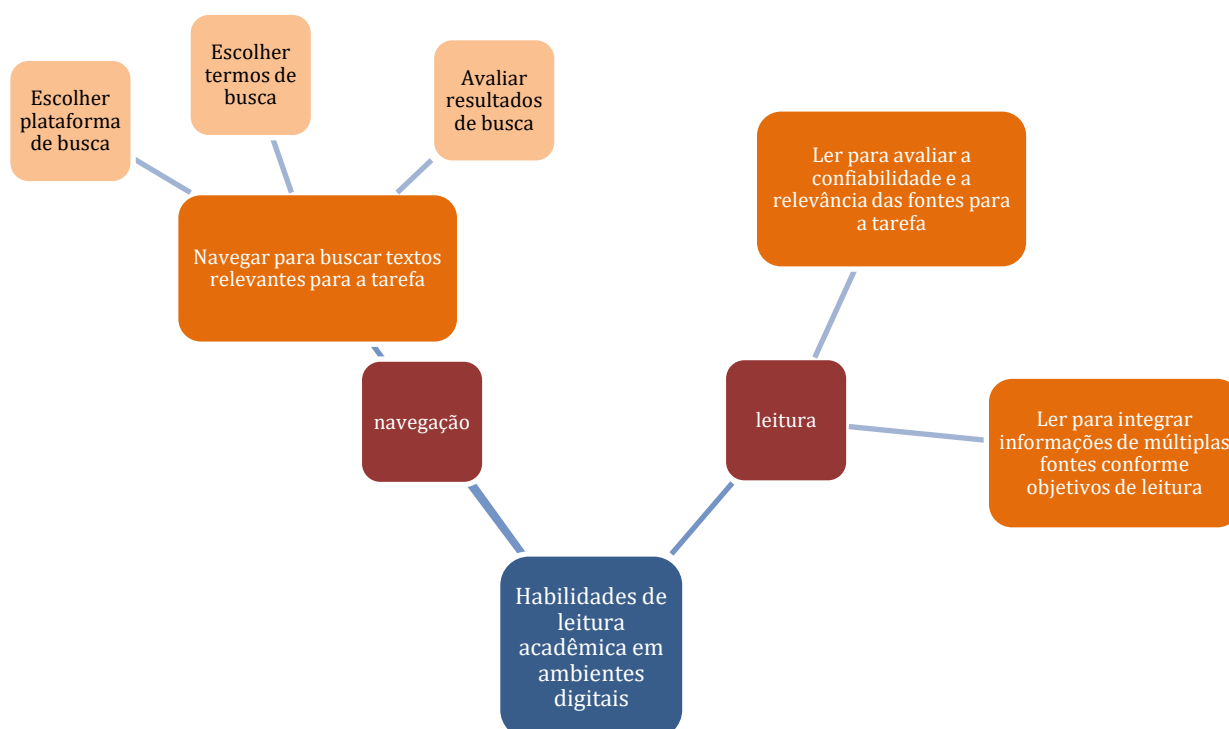 Escolher
plataforma
de busca
Escolher
termos de
busca
Avaliar
resultados
de busca
Navegar para buscar textos
relevantes para a tarefa
Ler para avaliar a
confiabilidade e a
relevância das fontes para
a tarefa
navegação
leitura
Ler para integrar
informações de múltiplas
fontes conforme
objetivos de leitura
Habilidades de
leitura
acadêmica em
ambientes
digitais